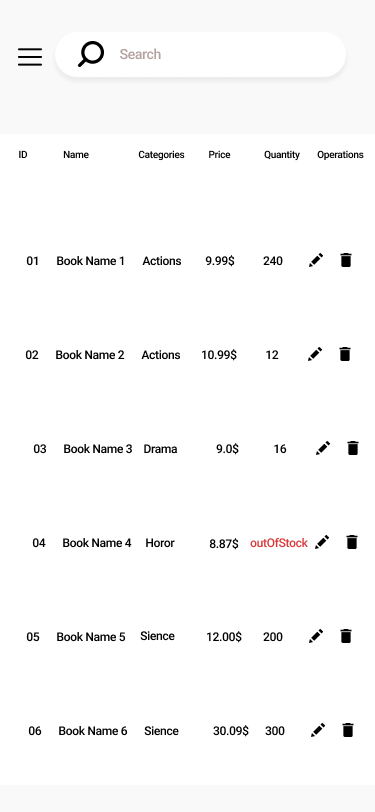 Search
ID Name Categories Price Quantity Operations
01 Book Name 1 Actions 9.99$ 240
02 Book Name 2 Actions 10.99$ 12
03 Book Name 3 Drama 9.0$ 16
04 Book Name 4 Horor 8.87$ outOfStock
05 Book Name 5 Sience 12.00$ 200
06 Book Name 6 Sience 30.09$ 300